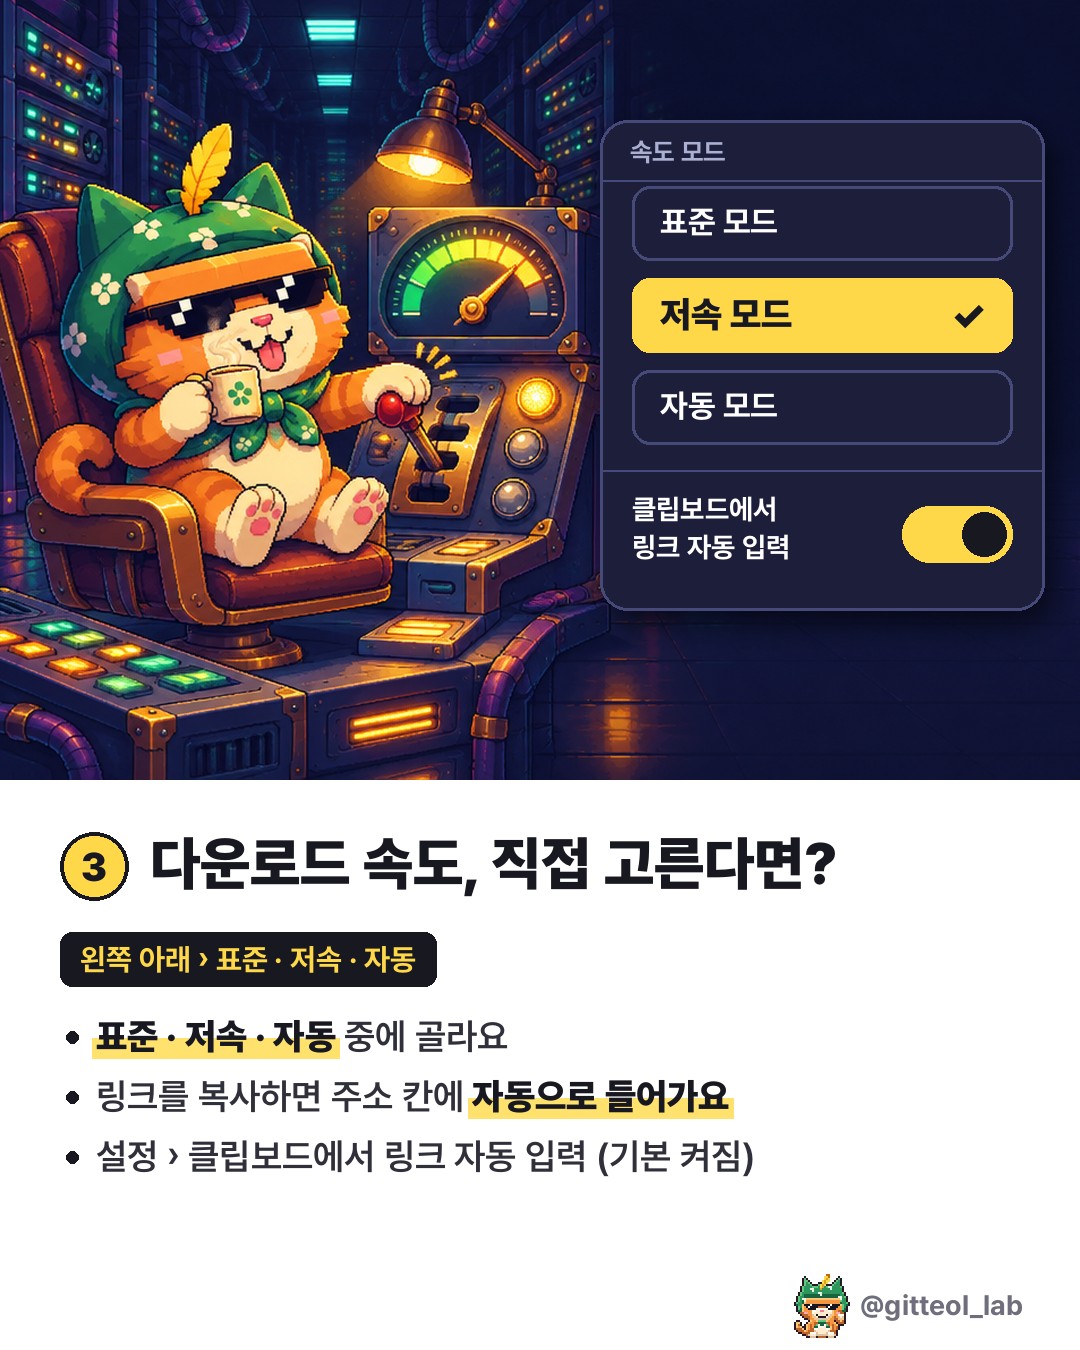 속도 모드
표준 모드
저속 모드
자동 모드
클립보드에서
링크 자동 입력
3 다운로드 속도, 직접 고른다면?
왼쪽 아래 › 표준 · 저속 · 자동
• 표준 · 저속 · 자동 중에 골라요
• 링크를 복사하면 주소 칸에 자동으로 들어가요
• 설정 › 클립보드에서 링크 자동 입력 (기본 켜짐)
@gitteol_lab